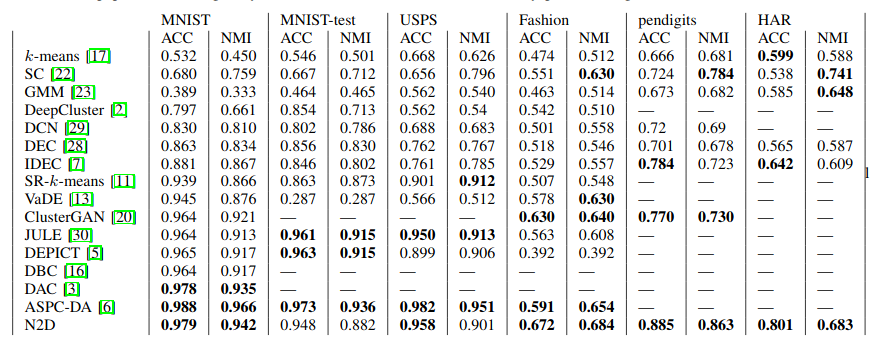 MNIST MNIST-test USPS Fashion pendigits HAR
ACC NMI ACC NMI ACC NMI ACC NMI ACC NMI ACC NMI
k-means [17] 0.532 0.450 0.546 0.501 0.668 0.626 0.474 0.512 0.666 0.681 0.599 0.588
SC [22] 0.680 0.759 0.667 0.712 0.656 0.796 0.551 0.630 0.724 0.784 0.538 0.741
GMM [23] 0.389 0.333 0.464 0.465 0.562 0.540 0.463 0.514 0.673 0.682 0.585 0.648
DeepCluster [2] 0.797 0.661 0.854 0.713 0.562 0.54 0.542 0.510 — — — —
DCN [29] 0.830 0.810 0.802 0.786 0.688 0.683 0.501 0.558 0.72 0.69 — —
DEC [28] 0.863 0.834 0.856 0.830 0.762 0.767 0.518 0.546 0.701 0.678 0.565 0.587
IDEC [7] 0.881 0.867 0.846 0.802 0.761 0.785 0.529 0.557 0.784 0.723 0.642 0.609
SR-k-means [11] 0.939 0.866 0.863 0.873 0.901 0.912 0.507 0.548 — — — —
VaDE [13] 0.945 0.876 0.287 0.287 0.566 0.512 0.578 0.630 — — — —
ClusterGAN [20] 0.964 0.921 — — — — 0.630 0.640 0.770 0.730 — —
JULE [30] 0.964 0.913 0.961 0.915 0.950 0.913 0.563 0.608 — — — —
DEPICT [5] 0.965 0.917 0.963 0.915 0.899 0.906 0.392 0.392 — — — —
DBC [16] 0.964 0.917 — — — — — — — — — —
DAC [3] 0.978 0.935 — — — — — — — — — —
ASPC-DA [6] 0.988 0.966 0.973 0.936 0.982 0.951 0.591 0.654 — — — —
N2D 0.979 0.942 0.948 0.882 0.958 0.901 0.672 0.684 0.885 0.863 0.801 0.683